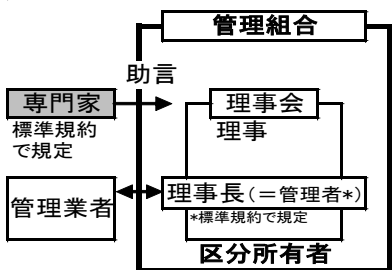 管理組合
助言
専門家
標準規約
で規定
理事会
理事
管理業者
理事長(=管理者*)
*標準規約で規定
区分所有者